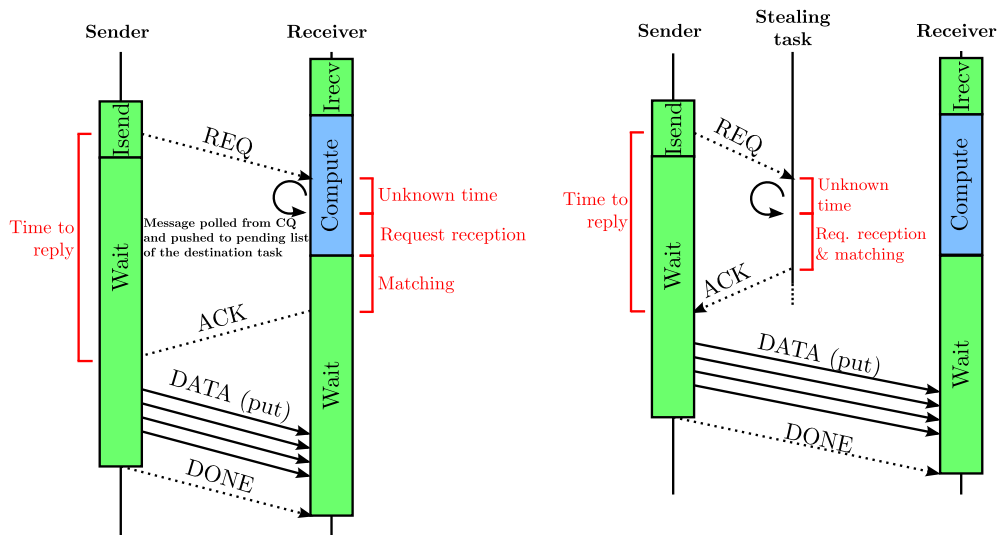 Sender
Receiver
Isend
Wait
Irecv
Compute
Wait
REQ
Time to
reply
Message polled from CQ
and pushed to pending list
of the destination task
Unknown time
Request reception
Matching
ACK
DATA (put)
DONE
Sender
Stealing
task
Receiver
Isend
Wait
Irecv
Compute
Wait
REQ
Time to
reply
Unknown
time
Req. reception
& matching
ACK
DATA (put)
DONE